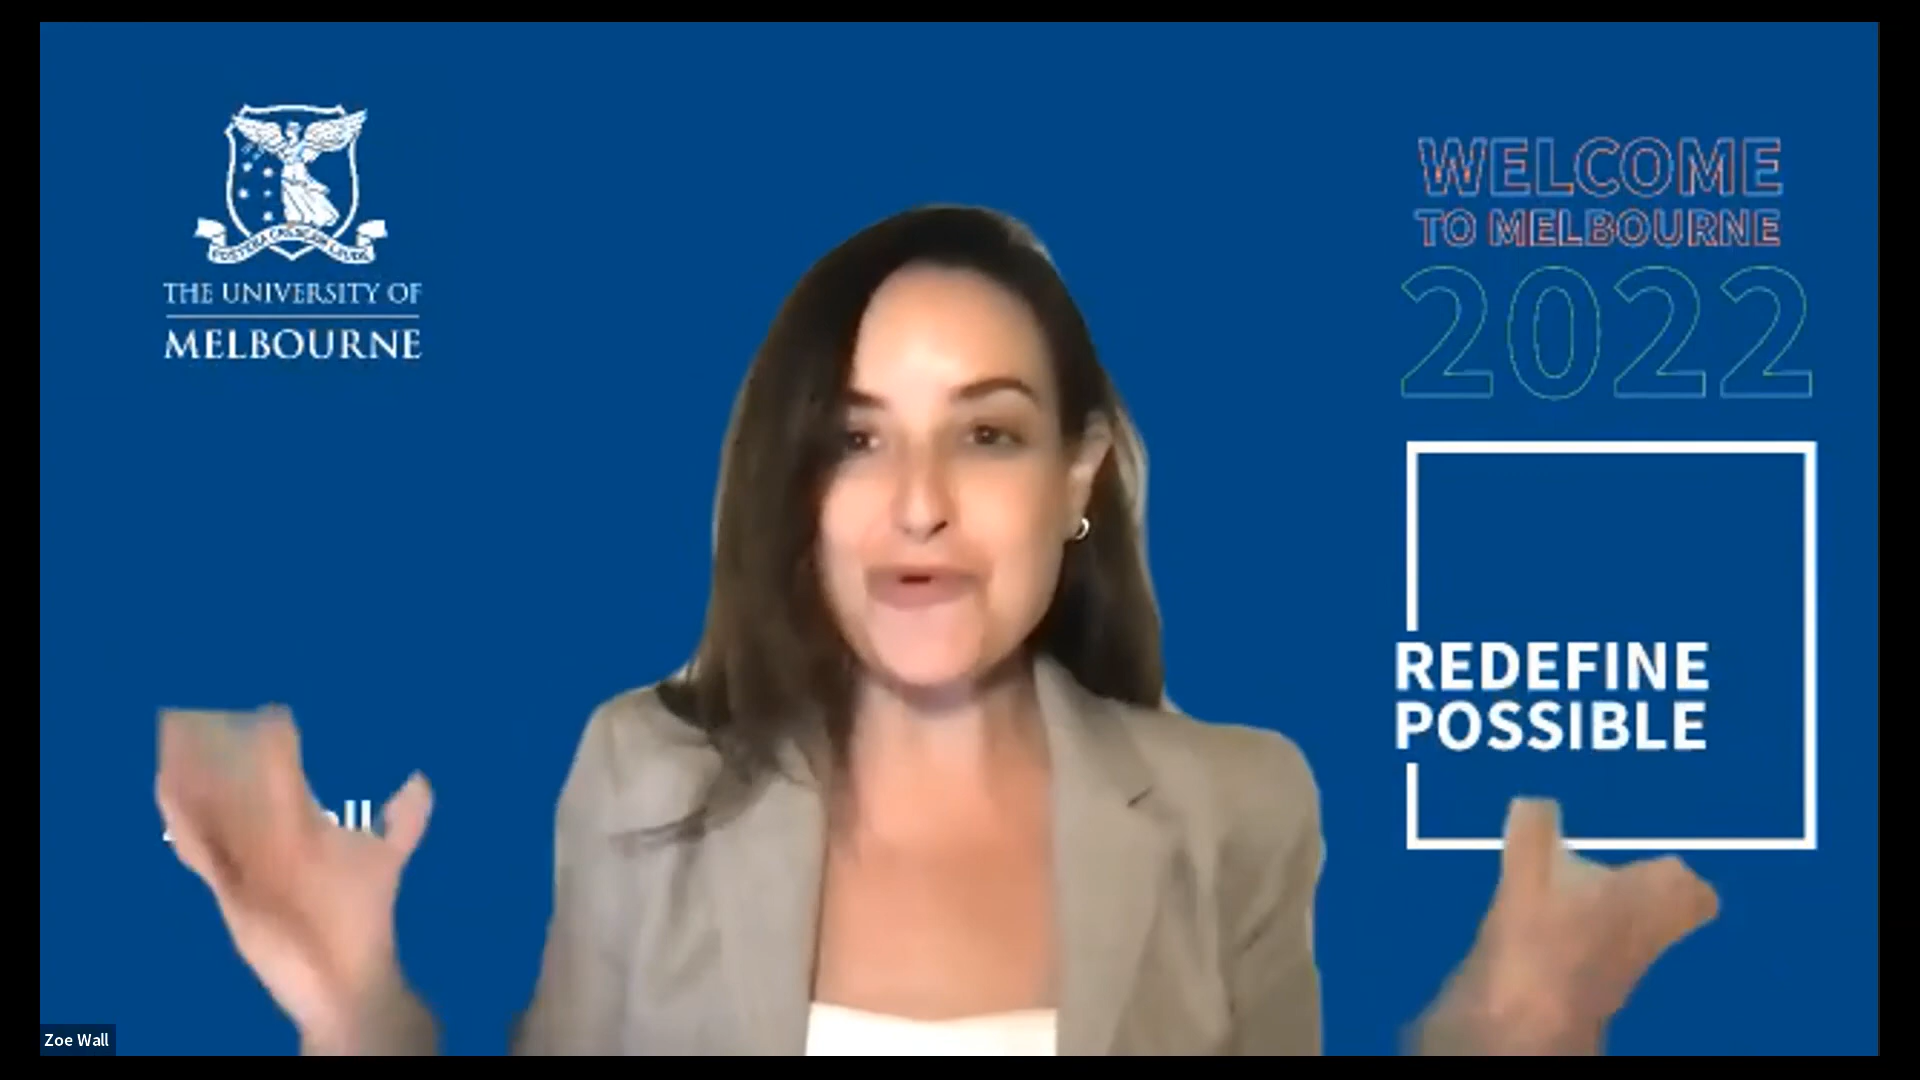 THE UNIVERSITY OF
MELBOURNE
WELCOME
TO MELBOURNE
2022
REDEFINE
POSSIBLE
Zoe Wall